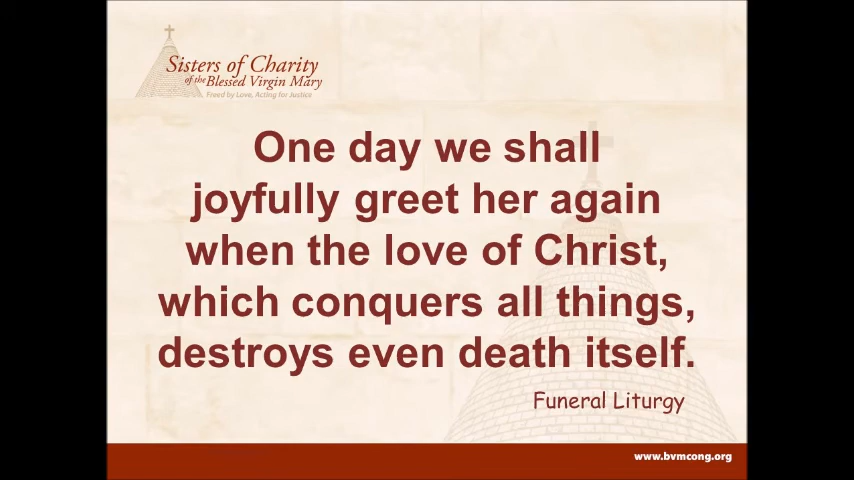 Sisters of Charity
of the Blessed Virgin Mary
Freed by Love, Acting for Justice
One day we shall
joyfully greet her again
when the love of Christ,
which conquers all things,
destroys even death itself.
Funeral Liturgy
www.bvmcong.org